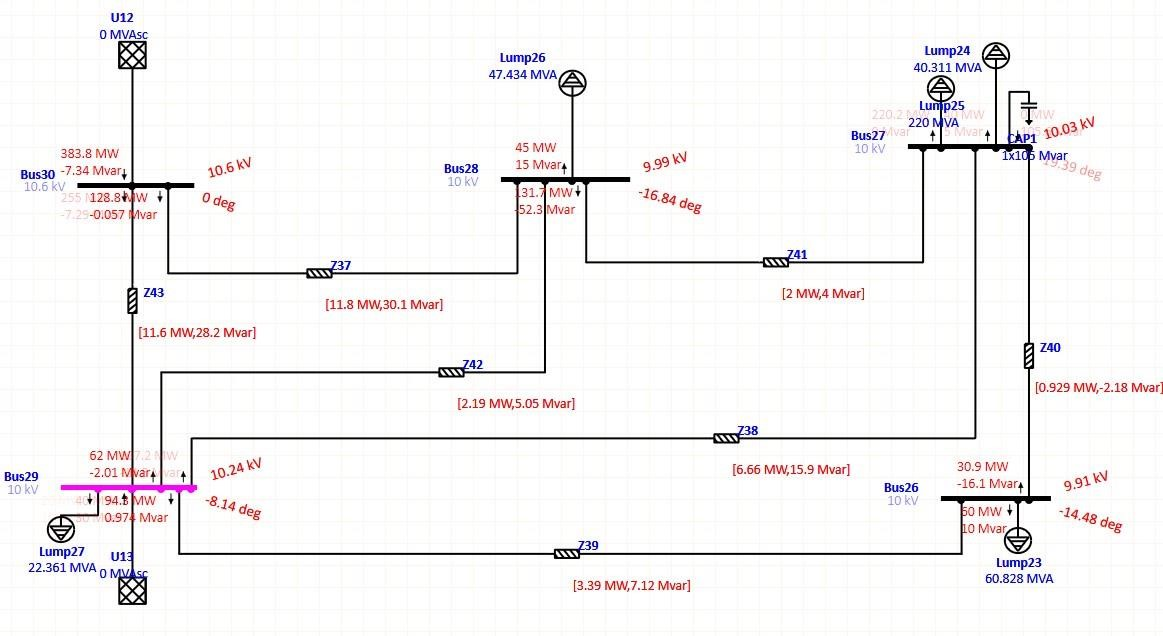 U12
0 MVAsc
Lump26
47.434 MVA
Lump24
40.311 MVA
Lump25
220 MVA
Bus27
10 kV
CAP1
10.03 kV
1x105 Mvar
383.8 MW
-7.34 Mvar
Bus30
10.6 kV
10.6 kV
0 deg
128.8 MW
-0.057 Mvar
45 MW
15 Mvar
Bus28
10 kV
9.99 kV
-16.84 deg
131.7 MW
-52.3 Mvar
Z37
[11.8 MW,30.1 Mvar]
Z41
[2 MW,4 Mvar]
Z43
[11.6 MW,28.2 Mvar]
Z42
[2.19 MW,5.05 Mvar]
Z40
[0.929 MW,-2.18 Mvar]
Z38
[6.66 MW,15.9 Mvar]
62 MW
-2.01 Mvar
Bus29
10 kV
10.24 kV
-8.14 deg
0.974 Mvar
Lump27
22.361 MVA
U13
0 MVAsc
30.9 MW
-16.1 Mvar
Bus26
10 kV
9.91 kV
-14.48 deg
60 MW
10 Mvar
Lump23
60.828 MVA
Z39
[3.39 MW,7.12 Mvar]